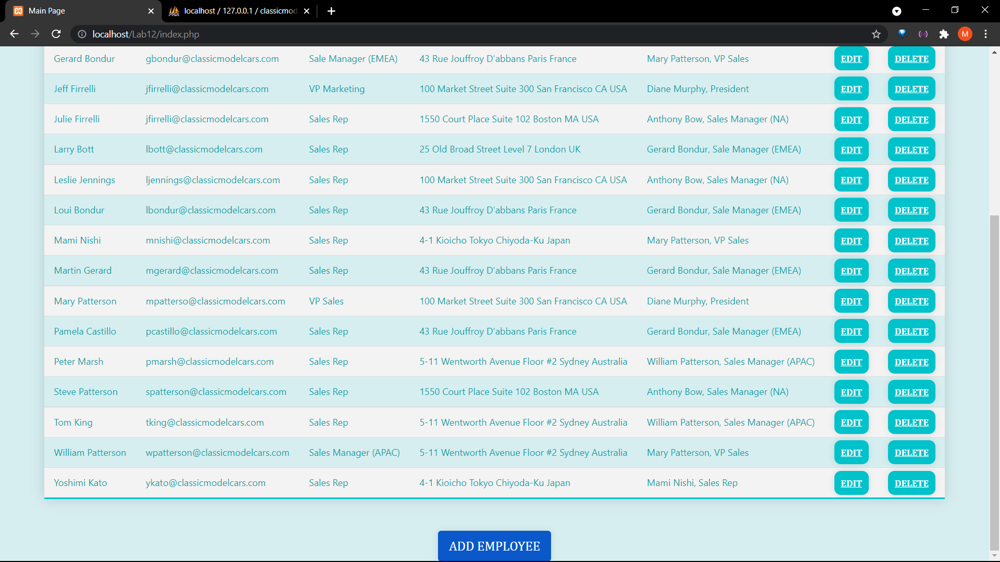 Main Page
localhost / 127.0.0.1 / classicmod
localhost/Lab12/index.php
M
Gerard Bondur gbondur@classicmodelcars.com Sale Manager (EMEA) 43 Rue Jouffroy D'abbans Paris France Mary Patterson, VP Sales EDIT DELETE
Jeff Firrelli jfirrelli@classicmodelcars.com VP Marketing 100 Market Street Suite 300 San Francisco CA USA Diane Murphy, President EDIT DELETE
Julie Firrelli jfirrelli@classicmodelcars.com Sales Rep 1550 Court Place Suite 102 Boston MA USA Anthony Bow, Sales Manager (NA) EDIT DELETE
Larry Bott lbott@classicmodelcars.com Sales Rep 25 Old Broad Street Level 7 London UK Gerard Bondur, Sale Manager (EMEA) EDIT DELETE
Leslie Jennings ljennings@classicmodelcars.com Sales Rep 100 Market Street Suite 300 San Francisco CA USA Anthony Bow, Sales Manager (NA) EDIT DELETE
Loui Bondur lbondur@classicmodelcars.com Sales Rep 43 Rue Jouffroy D'abbans Paris France Gerard Bondur, Sale Manager (EMEA) EDIT DELETE
Mami Nishi mnishi@classicmodelcars.com Sales Rep 4-1 Kioicho Tokyo Chiyoda-Ku Japan Mary Patterson, VP Sales EDIT DELETE
Martin Gerard mgerard@classicmodelcars.com Sales Rep 43 Rue Jouffroy D'abbans Paris France Gerard Bondur, Sale Manager (EMEA) EDIT DELETE
Mary Patterson mpatterso@classicmodelcars.com VP Sales 100 Market Street Suite 300 San Francisco CA USA Diane Murphy, President EDIT DELETE
Pamela Castillo pcastillo@classicmodelcars.com Sales Rep 43 Rue Jouffroy D'abbans Paris France Gerard Bondur, Sale Manager (EMEA) EDIT DELETE
Peter Marsh pmarsh@classicmodelcars.com Sales Rep 5-11 Wentworth Avenue Floor #2 Sydney Australia William Patterson, Sales Manager (APAC) EDIT DELETE
Steve Patterson spatterson@classicmodelcars.com Sales Rep 1550 Court Place Suite 102 Boston MA USA Anthony Bow, Sales Manager (NA) EDIT DELETE
Tom King tking@classicmodelcars.com Sales Rep 5-11 Wentworth Avenue Floor #2 Sydney Australia William Patterson, Sales Manager (APAC) EDIT DELETE
William Patterson wpatterson@classicmodelcars.com Sales Manager (APAC) 5-11 Wentworth Avenue Floor #2 Sydney Australia Mary Patterson, VP Sales EDIT DELETE
Yoshimi Kato ykato@classicmodelcars.com Sales Rep 4-1 Kioicho Tokyo Chiyoda-Ku Japan Mami Nishi, Sales Rep EDIT DELETE
ADD EMPLOYEE